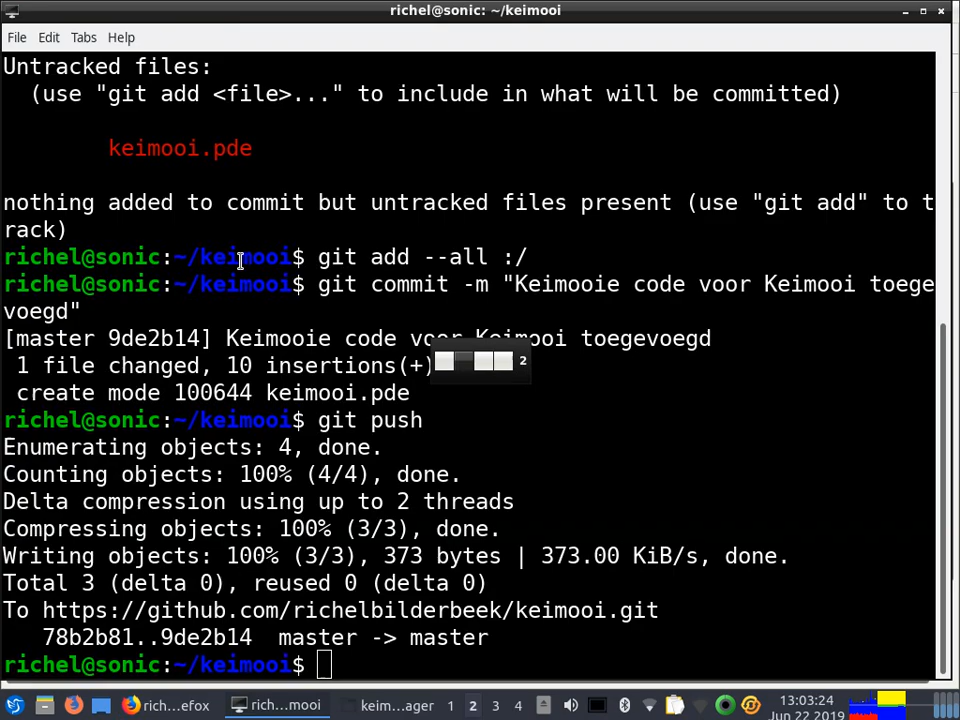 richel@sonic: ~/keimooi
File Edit Tabs Help
Untracked files:
(use "git add <file>..." to include in what will be committed)
keimooi.pde
nothing added to commit but untracked files present (use "git add" to t
rack)
richel@sonic:~/keimooi$ git add --all :/
richel@sonic:~/keimooi$ git commit -m "Keimooie code voor Keimooi toege
voegd"
[master 9de2b14] Keimooie code voor Keimooi toegevoegd
1 file changed, 10 insertions(+)
2
create mode 100644 keimooi.pde
richel@sonic:~/keimooi$ git push
Enumerating objects: 4, done.
Counting objects: 100% (4/4), done.
Delta compression using up to 2 threads
Compressing objects: 100% (3/3), done.
Writing objects: 100% (3/3), 373 bytes | 373.00 KiB/s, done.
Total 3 (delta 0), reused 0 (delta 0)
To https://github.com/richelbilderbeek/keimooi.git
78b2b81..9de2b14 master -> master
richel@sonic:~/keimooi$
rich...efox rich...mooi keim...ager 1 2 3 4 13:03:24
Jun 22 2019